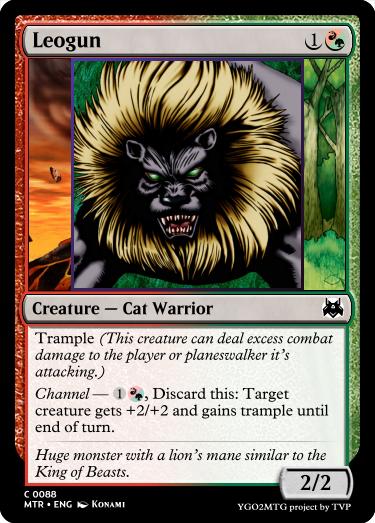 Leogun 1
Creature — Cat Warrior
Trample (This creature can deal excess combat
damage to the player or planeswalker it's
attacking.)
Channel — 1 , Discard this: Target
creature gets +2/+2 and gains trample until
end of turn.
Huge monster with a lion's mane similar to the
King of Beasts.
2/2
C 0088
MTR • ENG Konami
YGO2MTG project by TVP